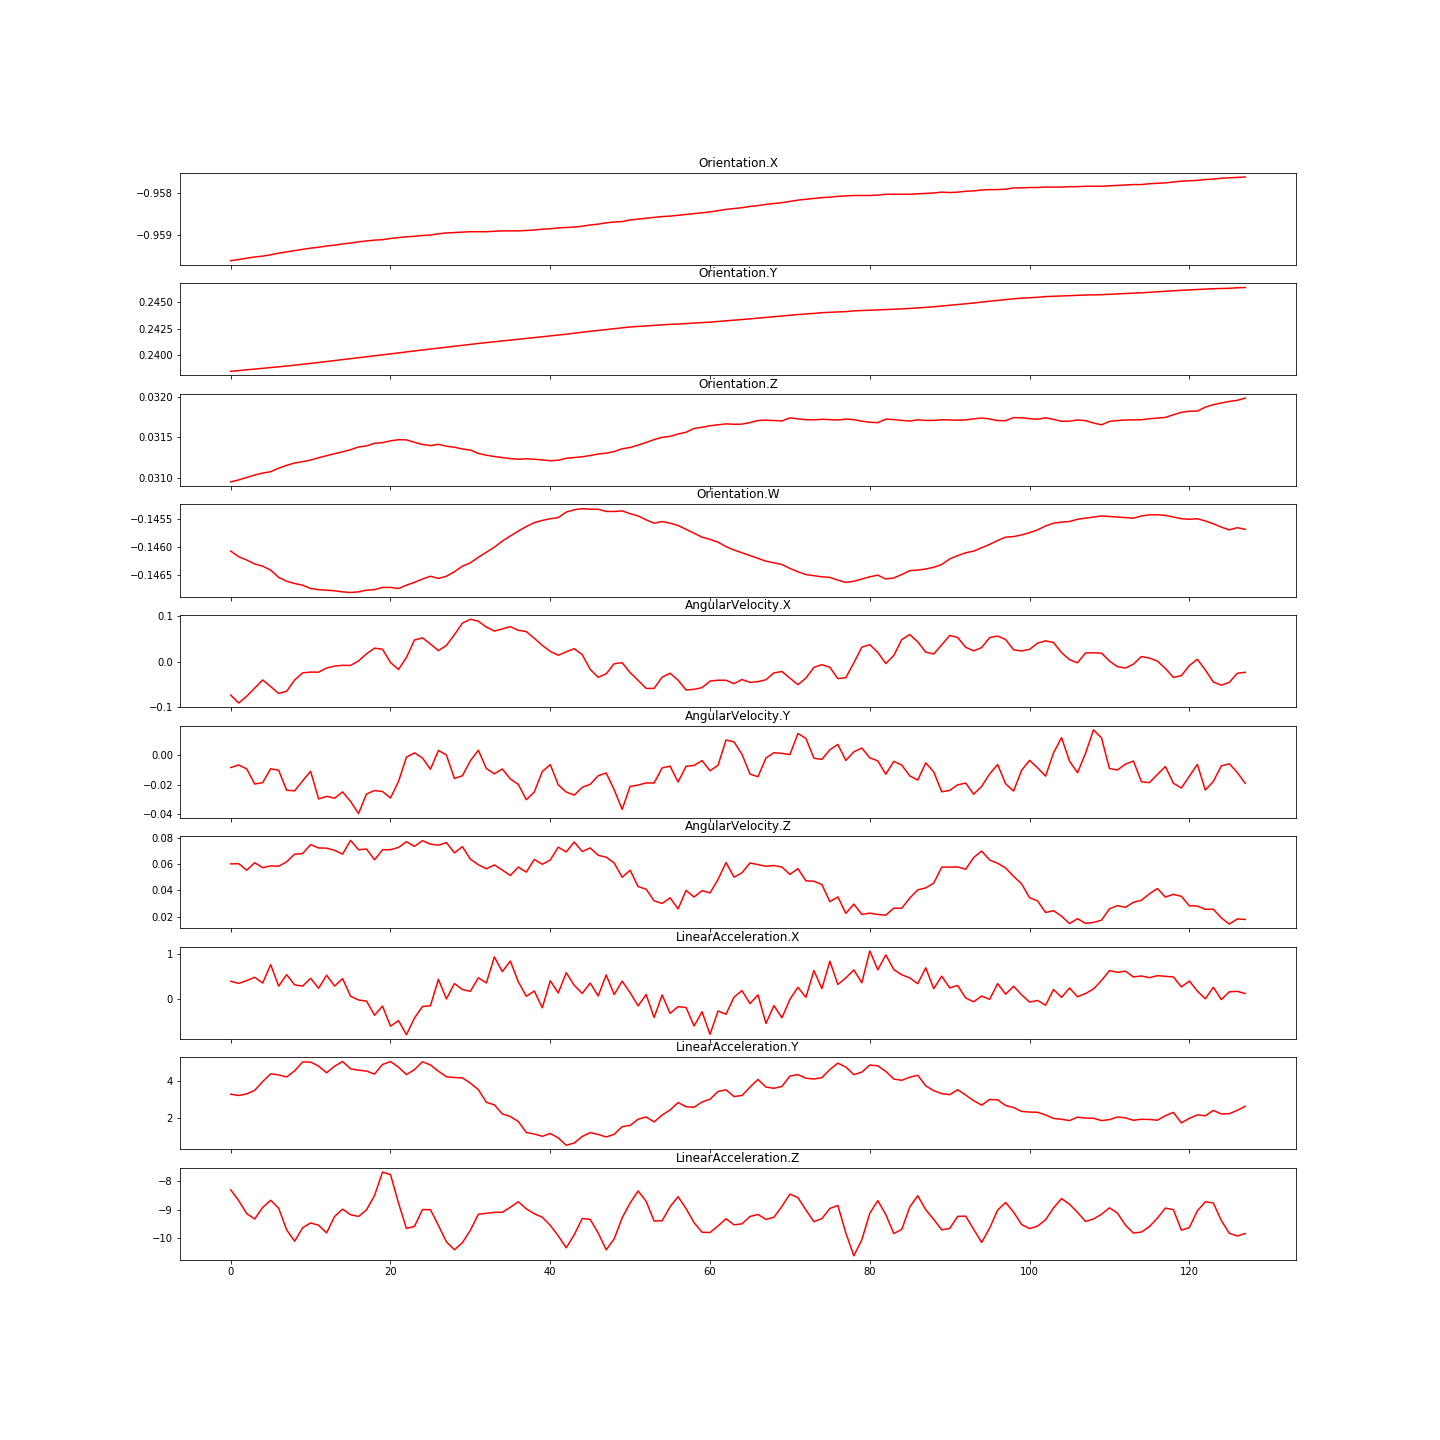 Orientation.X
−0.958
−0.959
Orientation.Y
0.2450
0.2425
0.2400
Orientation.Z
0.0320
0.0315
0.0310
Orientation.W
−0.1455
−0.1460
−0.1465
AngularVelocity.X
0.1
0.0
−0.1
AngularVelocity.Y
0.00
−0.02
−0.04
AngularVelocity.Z
0.08
0.06
0.04
0.02
LinearAcceleration.X
1
0
LinearAcceleration.Y
4
2
LinearAcceleration.Z
−8
−9
−10
0 20 40 60 80 100 120